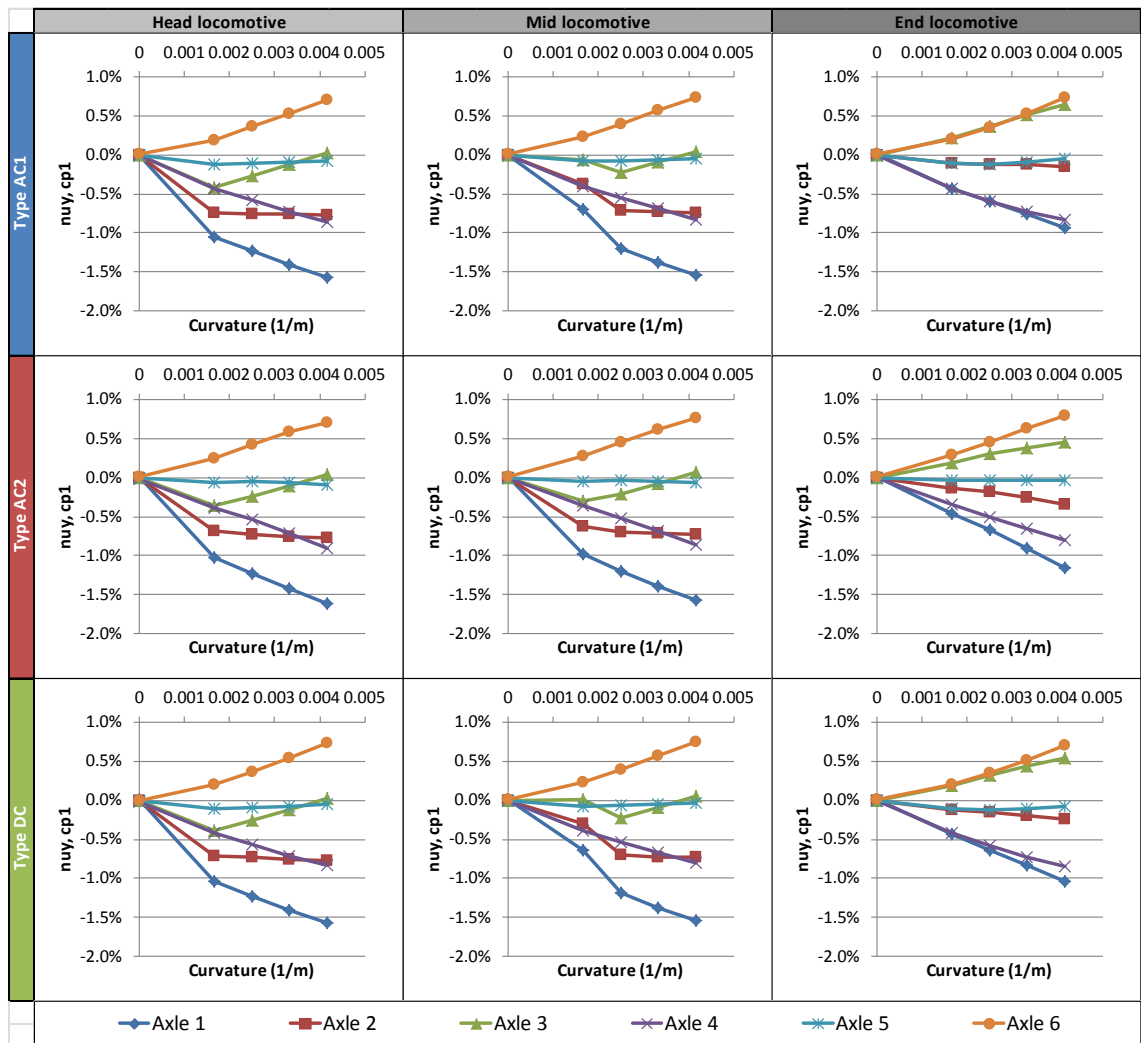 Head locomotive Mid locomotive End locomotive
Type AC1
0 0.001 0.002 0.003 0.004 0.005
1.0%
0.5%
0.0%
-0.5%
-1.0%
-1.5%
-2.0%
nuy, cp1
Curvature (1/m)
0 0.001 0.002 0.003 0.004 0.005
1.0%
0.5%
0.0%
-0.5%
-1.0%
-1.5%
-2.0%
nuy, cp1
Curvature (1/m)
0 0.001 0.002 0.003 0.004 0.005
1.0%
0.5%
0.0%
-0.5%
-1.0%
-1.5%
-2.0%
nuy, cp1
Curvature (1/m)
Type AC2
0 0.001 0.002 0.003 0.004 0.005
1.0%
0.5%
0.0%
-0.5%
-1.0%
-1.5%
-2.0%
nuy, cp1
Curvature (1/m)
0 0.001 0.002 0.003 0.004 0.005
1.0%
0.5%
0.0%
-0.5%
-1.0%
-1.5%
-2.0%
nuy, cp1
Curvature (1/m)
0 0.001 0.002 0.003 0.004 0.005
1.0%
0.5%
0.0%
-0.5%
-1.0%
-1.5%
-2.0%
nuy, cp1
Curvature (1/m)
Type DC
0 0.001 0.002 0.003 0.004 0.005
1.0%
0.5%
0.0%
-0.5%
-1.0%
-1.5%
-2.0%
nuy, cp1
Curvature (1/m)
0 0.001 0.002 0.003 0.004 0.005
1.0%
0.5%
0.0%
-0.5%
-1.0%
-1.5%
-2.0%
nuy, cp1
Curvature (1/m)
0 0.001 0.002 0.003 0.004 0.005
1.0%
0.5%
0.0%
-0.5%
-1.0%
-1.5%
-2.0%
nuy, cp1
Curvature (1/m)
Axle 1 Axle 2 Axle 3 Axle 4 Axle 5 Axle 6